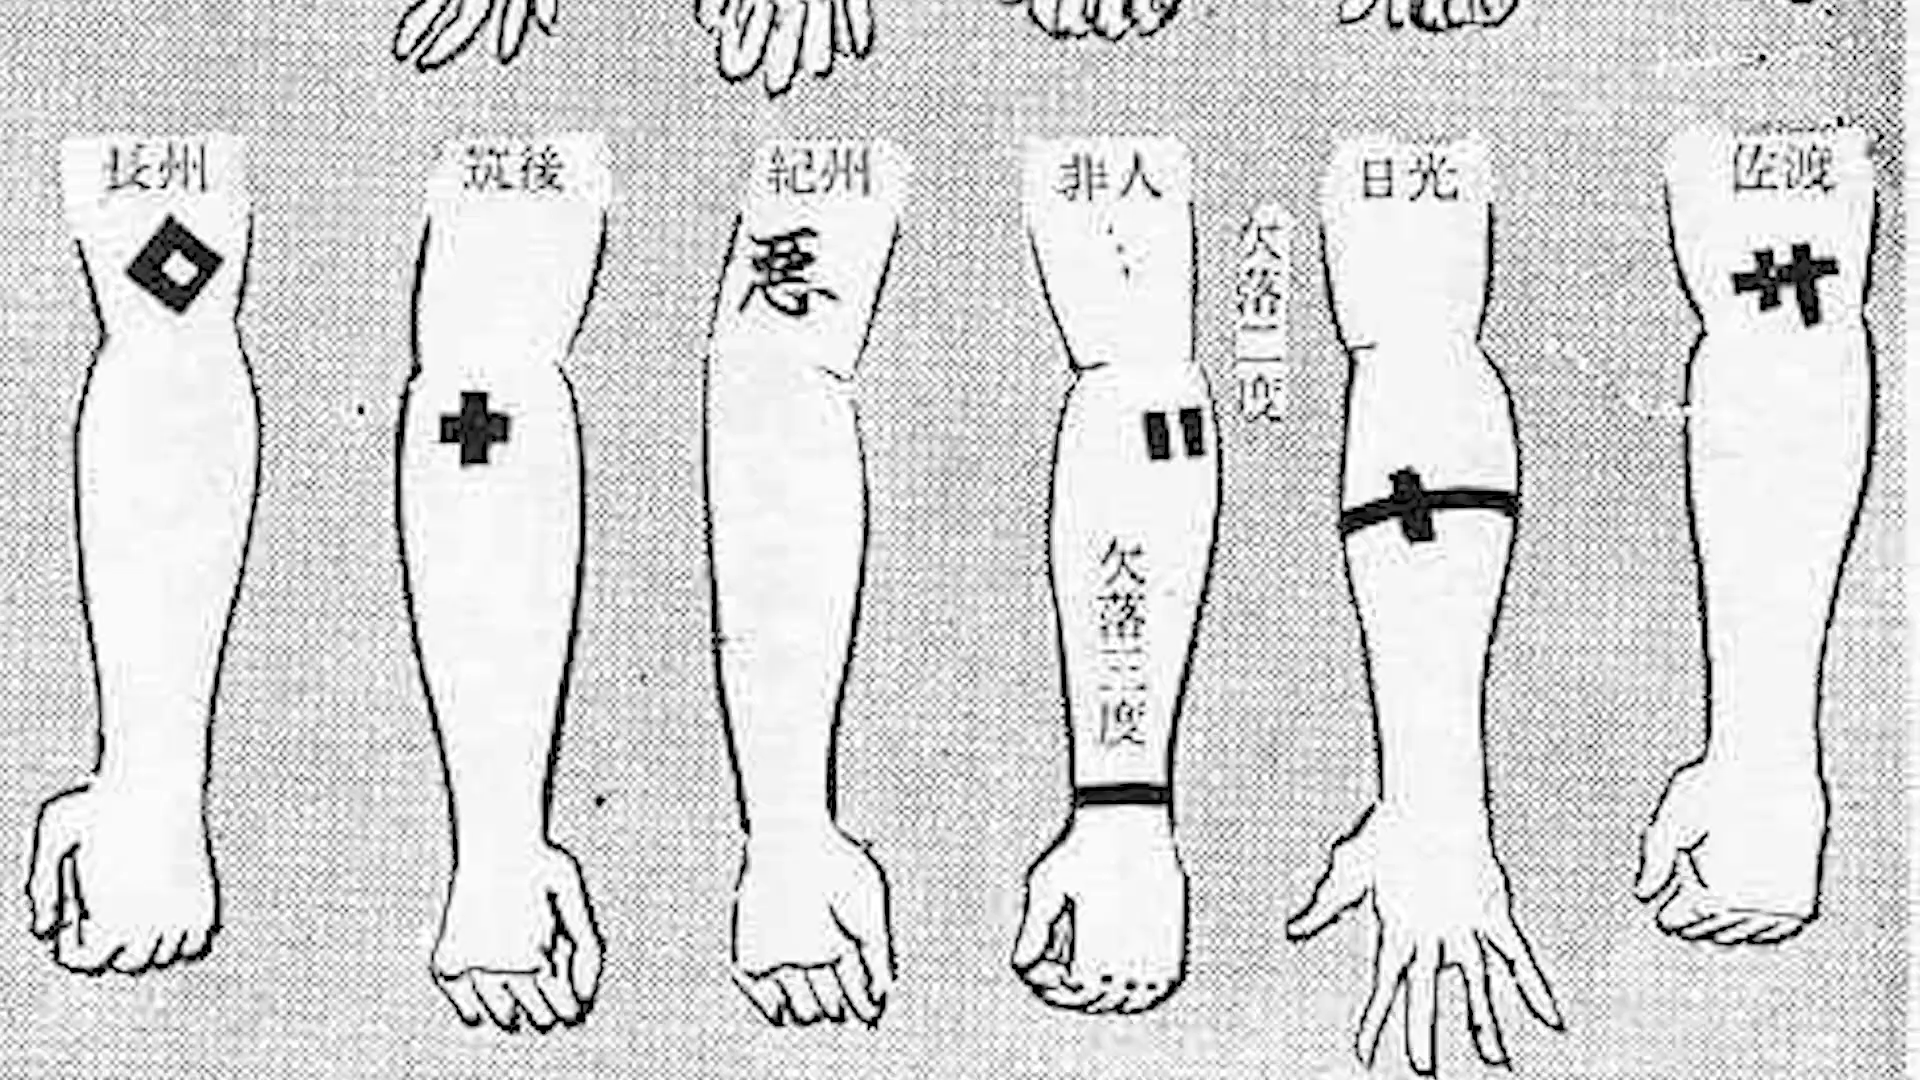 長州
筑後
紀州
非人
日光
佐渡
悪
欠落二度
欠落三度